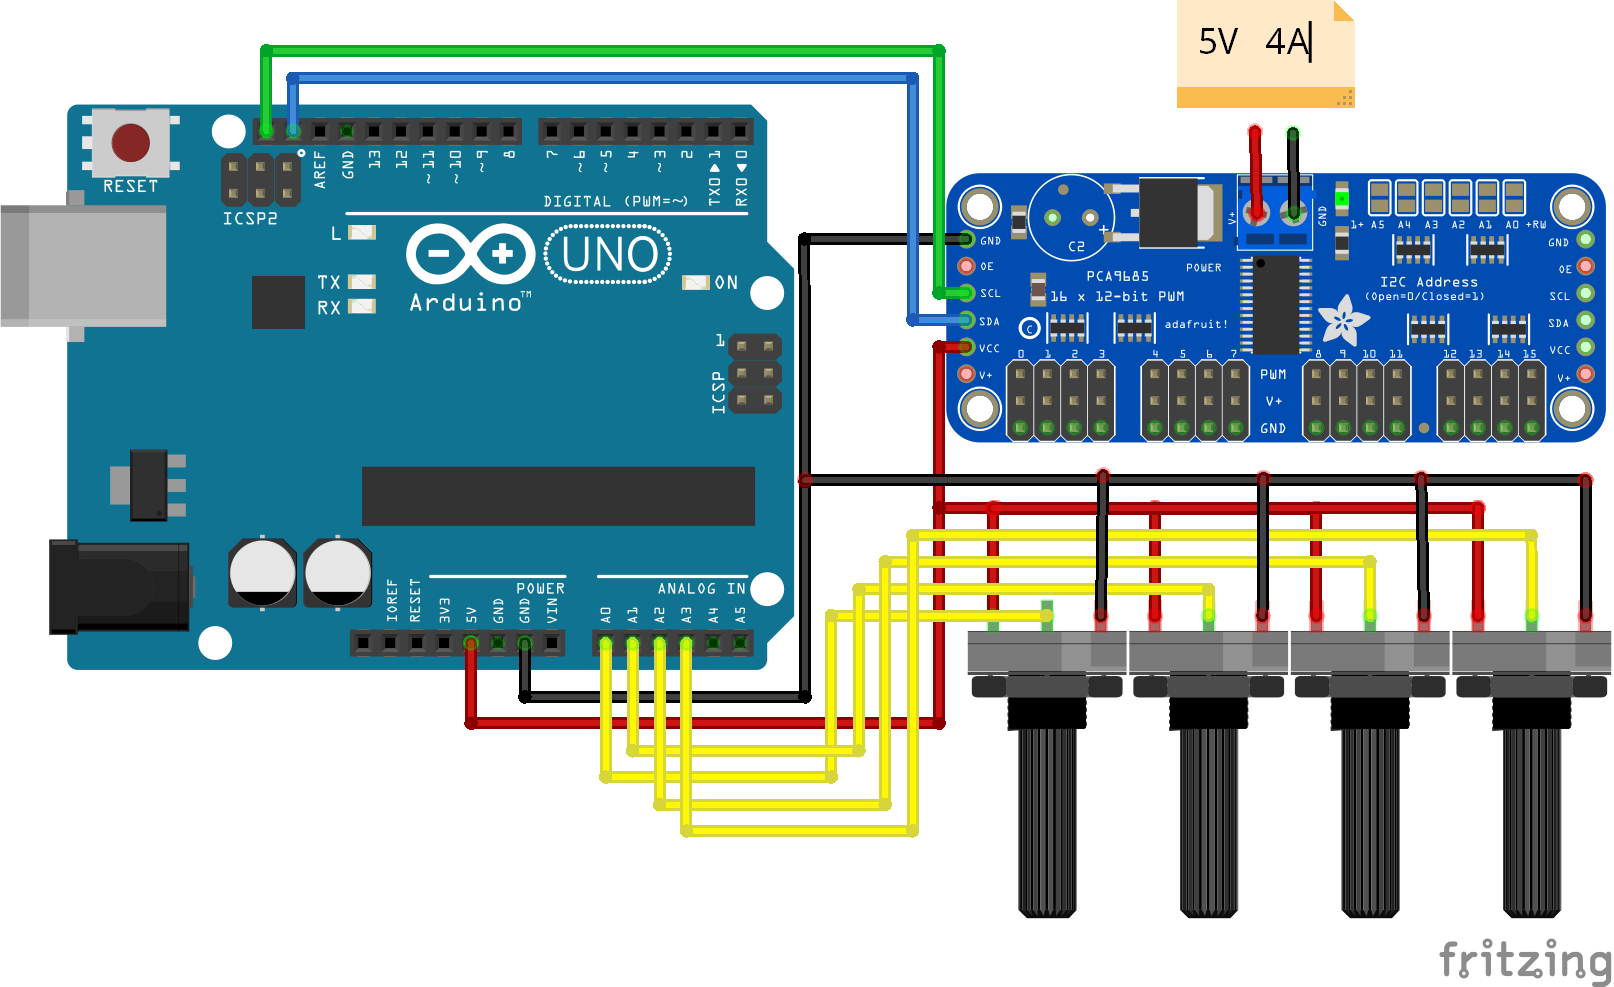 5V 4A
RESET
ICSP2
AREF
GND
13
12
~11
~10
~9
8
7
~6
~5
4
~3
2
TX0▶1
RX0◀0
DIGITAL (PWM=~)
L
TX
RX
UNO
Arduino™
ON
1
ICSP
IOREF
RESET
3V3
5V
GND
GND
VIN
POWER
A0
A1
A2
A3
A4
A5
ANALOG IN
GND
OE
SCL
SDA
VCC
V+
C2
+
POWER
PCA9685
16 x 12-bit PWM
C
adafruit!
V+
GND
1+ A5 A4 A3 A2 A1 A0 +RW
I2C Address
(Open=0/Closed=1)
GND
OE
SCL
SDA
VCC
V+
0 1 2 3 4 5 6 7 8 9 10 11 12 13 14 15
PWM
V+
GND
fritzing